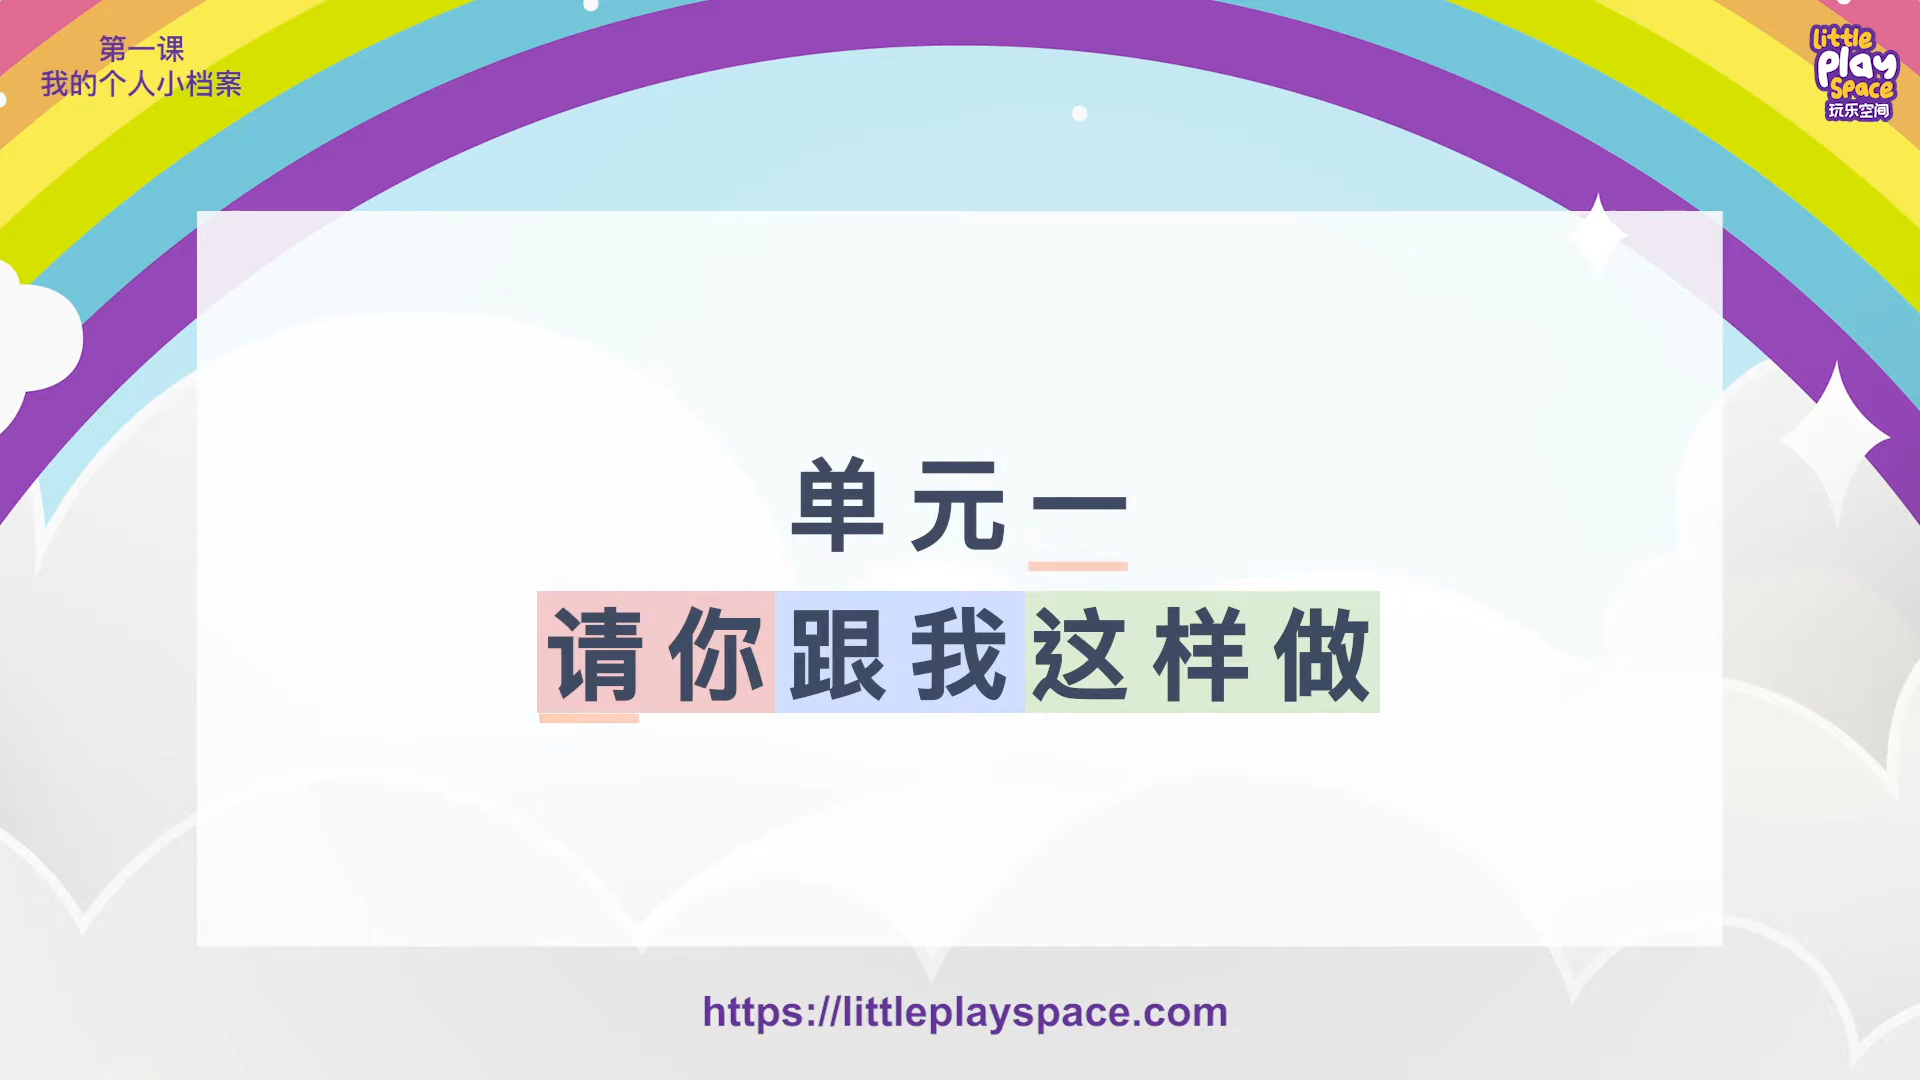 第一课
我的个人小档案
little
play
space
玩乐空间
单元一
请你跟我这样做
https://littleplayspace.com